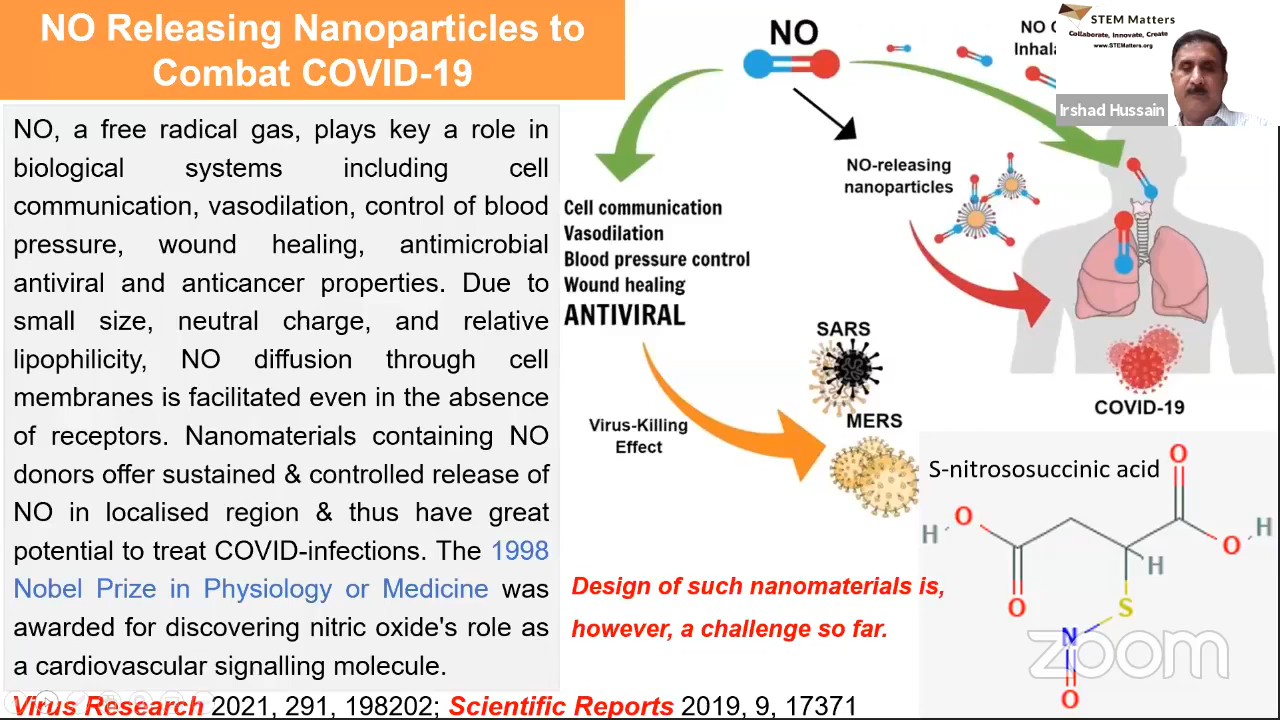 NO Releasing Nanoparticles to
Combat COVID-19
NO, a free radical gas, plays key a role in
biological systems including cell
communication, vasodilation, control of blood
pressure, wound healing, antimicrobial
antiviral and anticancer properties. Due to
small size, neutral charge, and relative
lipophilicity, NO diffusion through cell
membranes is facilitated even in the absence
of receptors. Nanomaterials containing NO
donors offer sustained & controlled release of
NO in localised region & thus have great
potential to treat COVID-infections. The 1998
Nobel Prize in Physiology or Medicine was
awarded for discovering nitric oxide's role as
a cardiovascular signalling molecule.
Virus Research 2021, 291, 198202; Scientific Reports 2019, 9, 17371
NO
Cell communication
Vasodilation
Blood pressure control
Wound healing
ANTIVIRAL
Virus-Killing
Effect
NO-releasing
nanoparticles
SARS
MERS
COVID-19
STEM Matters
Collaborate, Innovate, Create
www.STEMatters.org
Irshad Hussain
Design of such nanomaterials is,
however, a challenge so far.
S-nitrososuccinic acid
O
H O
O H
H
O
S
N
O
zoom